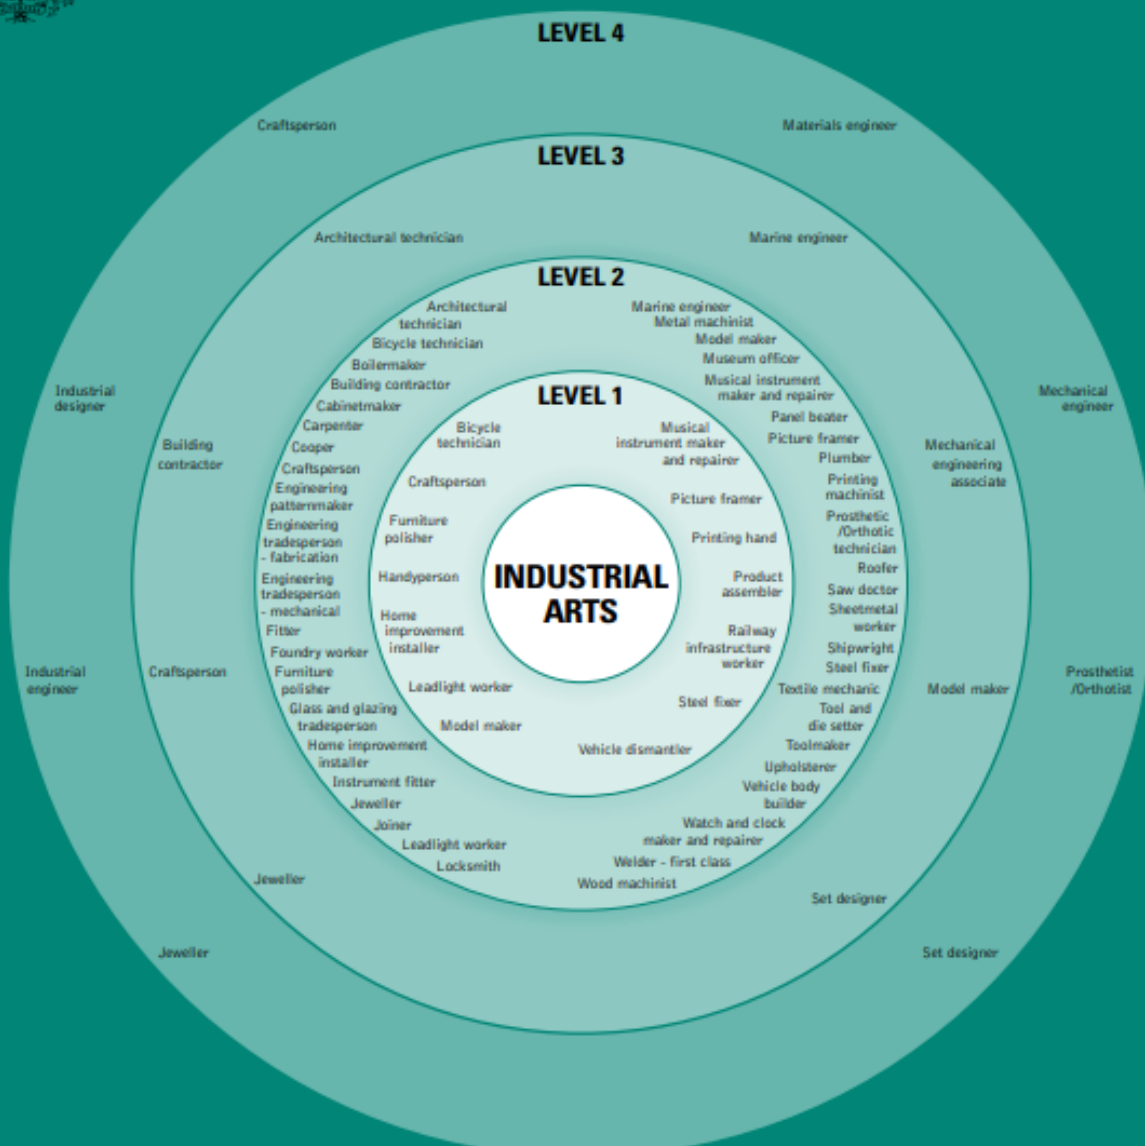 LEVEL 4
Craftsperson
Materials engineer
Industrial
designer
Mechanical
engineer
Industrial
engineer
Prosthetist
/Orthotist
Jeweller
Set designer
LEVEL 3
Architectural technician
Marine engineer
Building
contractor
Mechanical
engineering
associate
Craftsperson
Model maker
Jeweller
Set designer
LEVEL 2
Architectural
technician
Bicycle technician
Boilermaker
Building contractor
Cabinetmaker
Carpenter
Cooper
Craftsperson
Engineering
patternmaker
Engineering
tradesperson
- fabrication
Engineering
tradesperson
- mechanical
Fitter
Foundry worker
Furniture
polisher
Glass and glazing
tradesperson
Home improvement
installer
Instrument fitter
Jeweller
Joiner
Leadlight worker
Locksmith
Marine engineer
Metal machinist
Model maker
Museum officer
Musical instrument
maker and repairer
Panel beater
Picture framer
Plumber
Printing
machinist
Prosthetic
/Orthotic
technician
Roofer
Saw doctor
Sheetmetal
worker
Shipwright
Steel fixer
Textile mechanic
Tool and
die setter
Toolmaker
Upholsterer
Vehicle body
builder
Watch and clock
maker and repairer
Welder - first class
Wood machinist
LEVEL 1
Bicycle
technician
Craftsperson
Furniture
polisher
Handyperson
Home
improvement
installer
Leadlight worker
Model maker
Musical
instrument maker
and repairer
Picture framer
Printing hand
Product
assembler
Railway
infrastructure
worker
Steel fixer
Vehicle dismantler
INDUSTRIAL
ARTS